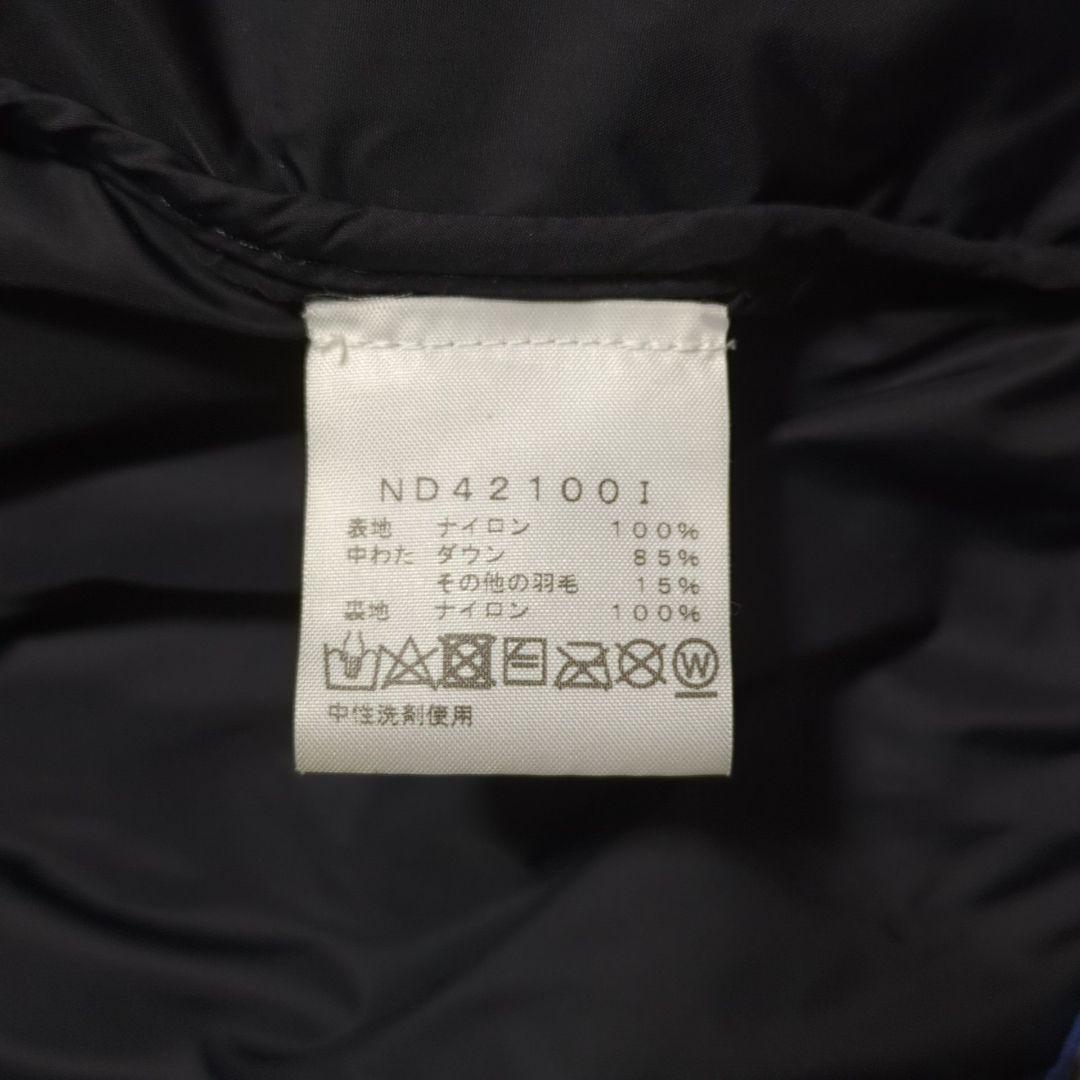 ND42100I
表地 ナイロン 100%
中わた ダウン 85%
その他の羽毛 15%
裏地 ナイロン 100%
W
中性洗剤使用